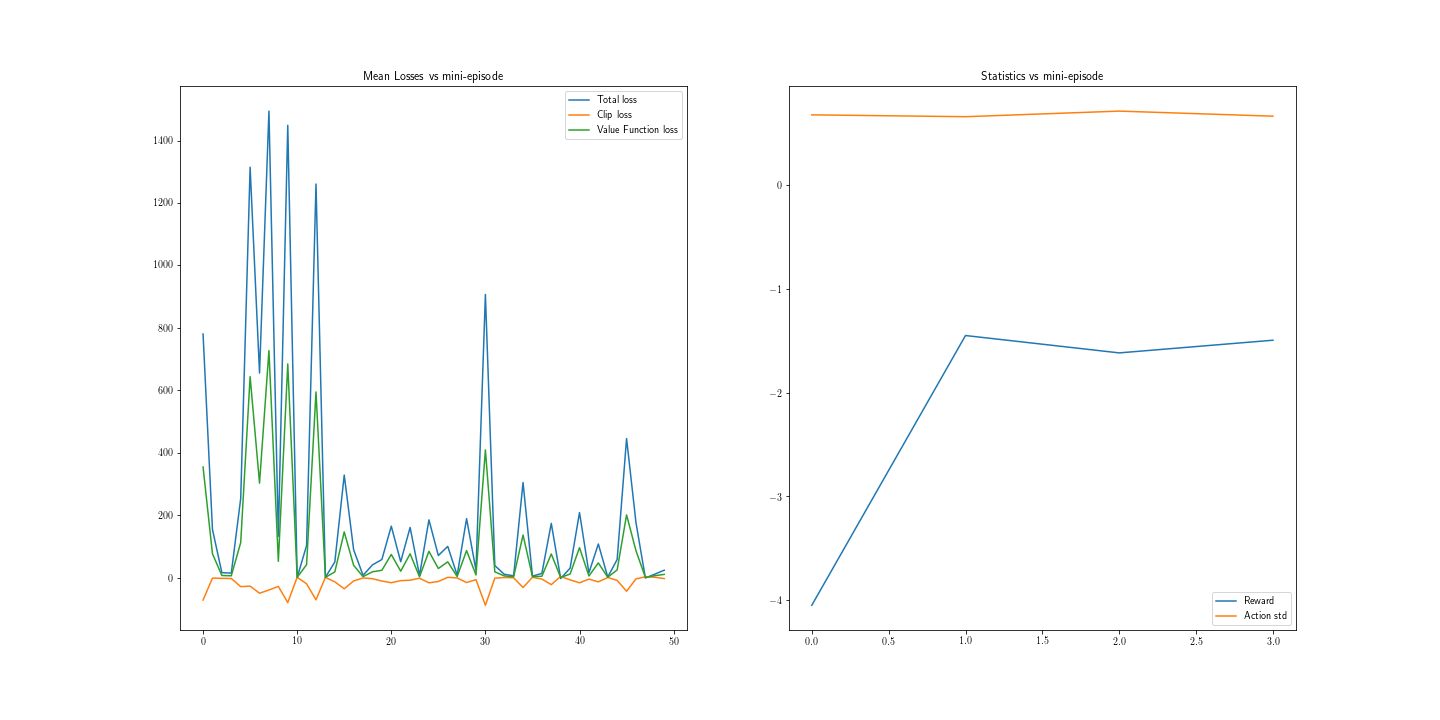 Mean Losses vs mini-episode
Total loss
Clip loss
Value Function loss
1400
1200
1000
800
600
400
200
0
0 10 20 30 40 50
Statistics vs mini-episode
0
−1
−2
−3
−4
Reward
Action std
0.0 0.5 1.0 1.5 2.0 2.5 3.0